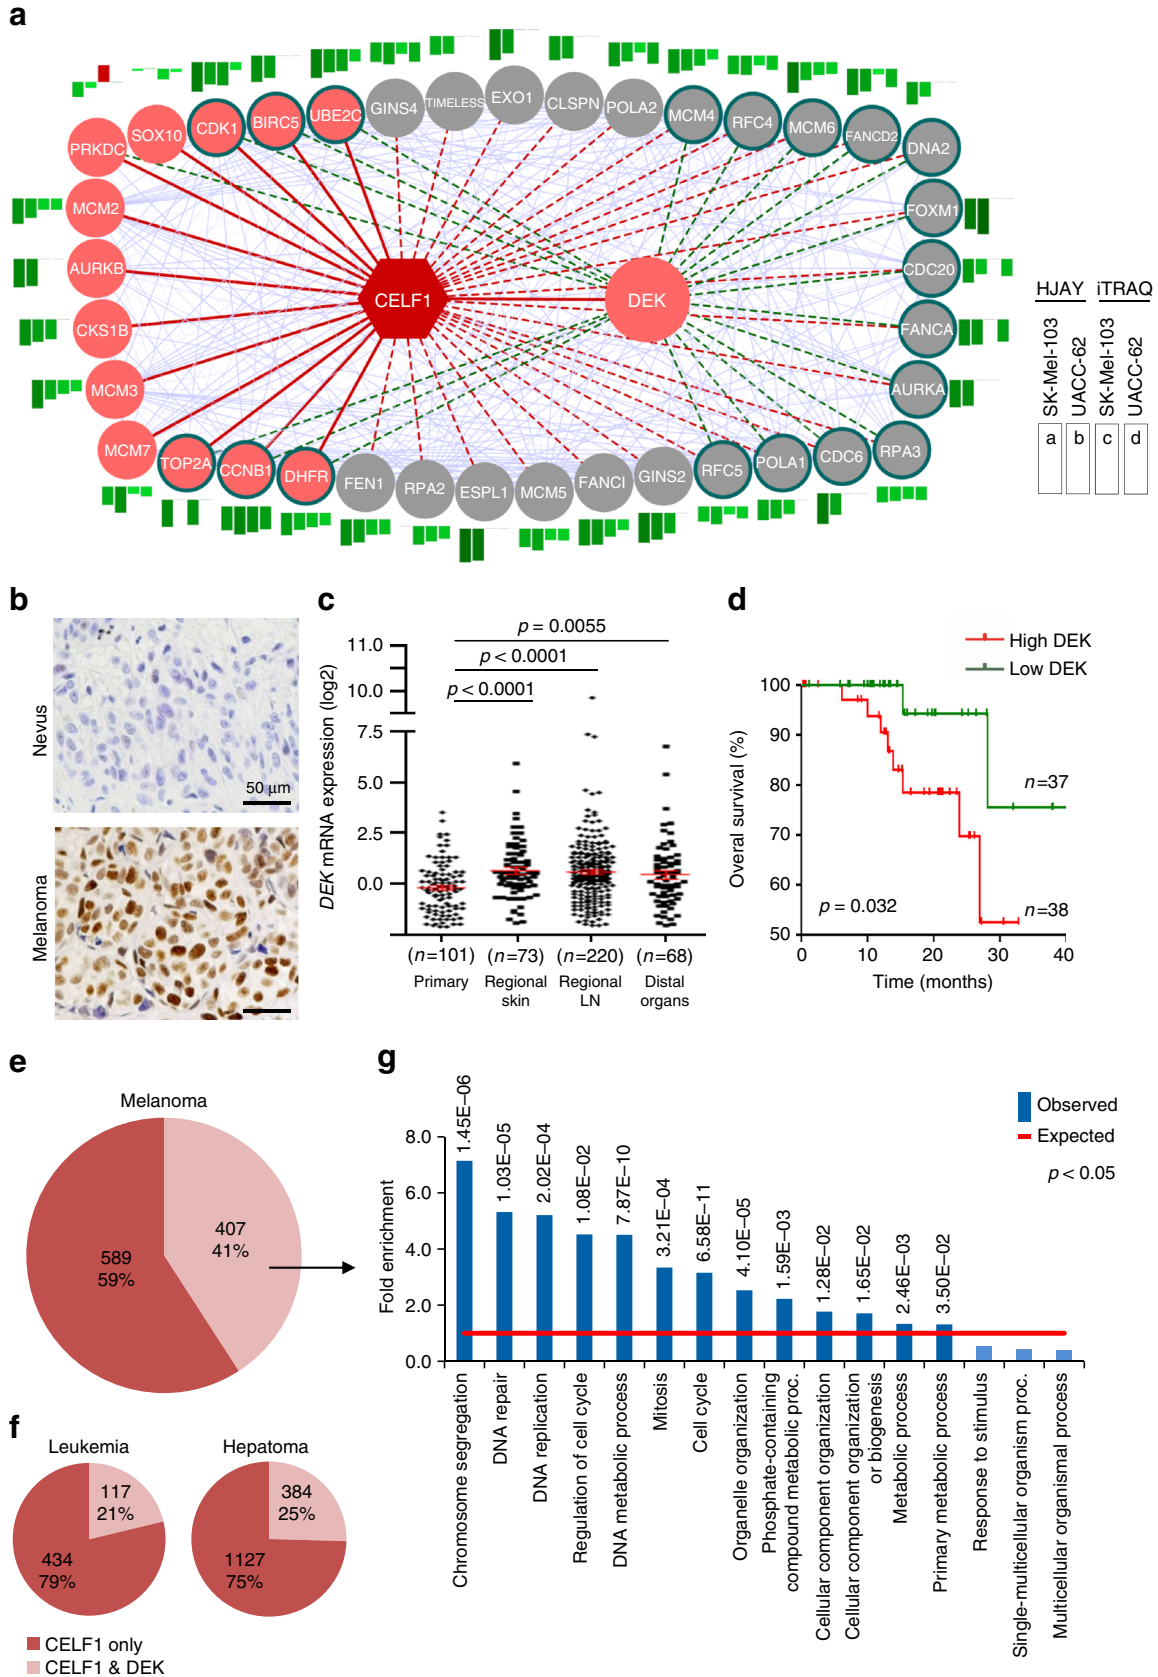 a
GINS4
TIMELESS
EXO1
CLSPN
POLA2
UBE2C
MCM4
BIRC5
RFC4
CDK1
MCM6
SOX10
FANCD2
PRKDC
DNA2
MCM2
FOXM1
AURKB
CDC20
CELF1
DEK
CKS1B
FANCA
MCM3
AURKA
MCM7
RPA3
TOP2A
CDC6
CCNB1
POLA1
DHFR
RFC5
FEN1
GINS2
RPA2
FANCI
ESPL1
MCM5
HJAY iTRAQ
SK-Mel-103
UACC-62
SK-Mel-103
UACC-62
a b c d
b
Nevus
50 μm
Melanoma
c
DEK mRNA expression (log2)
11.0
10.0
7.5
5.0
2.5
0.0
p = 0.0055
p < 0.0001
p < 0.0001
(n=101) (n=73) (n=220) (n=68)
Primary Regional Regional Distal
skin LN organs
d
High DEK
Low DEK
Overal survival (%)
100
90
80
70
60
50
n=37
n=38
p = 0.032
0 10 20 30 40
Time (months)
e
Melanoma
407
41%
589
59%
f
Leukemia
117
21%
434
79%
Hepatoma
384
25%
1127
75%
CELF1 only
CELF1 & DEK
g
Observed
Expected
p < 0.05
Fold enrichment
8.0
6.0
4.0
2.0
0.0
1.45E–06
1.03E–05
2.02E–04
1.08E–02
7.87E–10
3.21E–04
6.58E–11
4.10E–05
1.59E–03
1.28E–02
1.65E–02
2.46E–03
3.50E–02
Chromosome segregation
DNA repair
DNA replication
Regulation of cell cycle
DNA metabolic process
Mitosis
Cell cycle
Organelle organization
Phosphate-containing
compound metabolic proc.
Cellular component organization
Cellular component organization
or biogenesis
Metabolic process
Primary metabolic process
Response to stimulus
Single-multicellular organism proc.
Multicellular organismal process